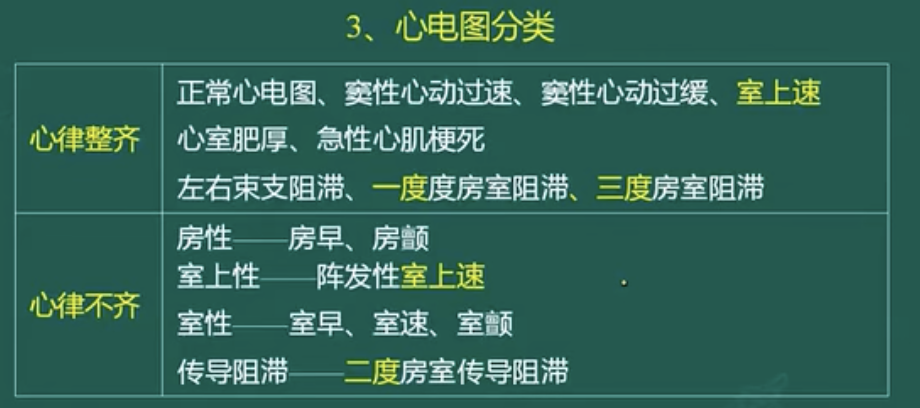 3、心电图分类
心律整齐
正常心电图、窦性心动过速、窦性心动过缓、室上速
心室肥厚、急性心肌梗死
左右束支阻滞、一度度房室阻滞、三度房室阻滞
心律不齐
房性——房早、房颤
室上性——阵发性室上速
室性——室早、室速、室颤
传导阻滞——二度房室传导阻滞